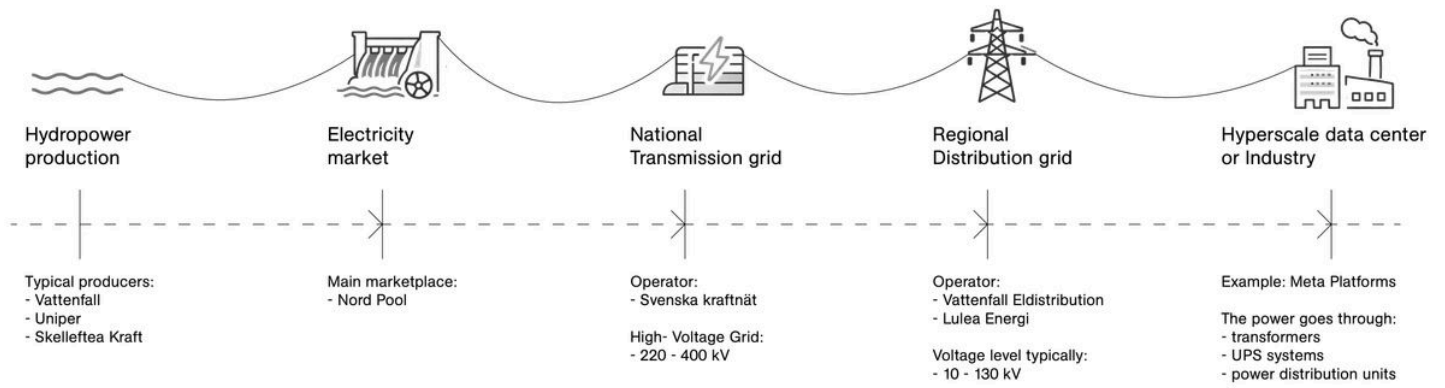 Hydropower
production
Electricity
market
National
Transmission grid
Regional
Distribution grid
Hyperscale data center
or Industry
Typical producers:
- Vattenfall
- Uniper
- Skelleftea Kraft
Main marketplace:
- Nord Pool
Operator:
- Svenska kraftnät
High- Voltage Grid:
- 220 - 400 kV
Operator:
- Vattenfall Eldistribution
- Lulea Energi
Voltage level typically:
- 10 - 130 kV
Example: Meta Platforms
The power goes through:
- transformers
- UPS systems
- power distribution units